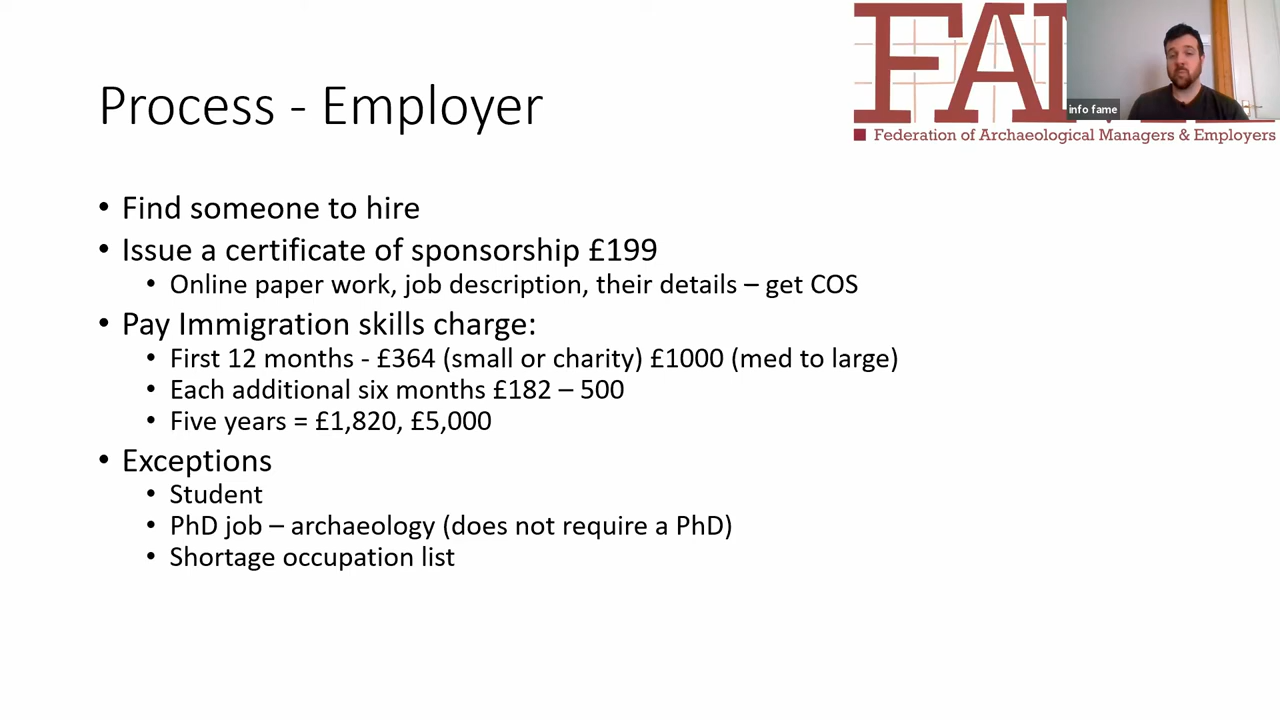 FAM
info fame
Federation of Archaeological Managers & Employers
Process - Employer
• Find someone to hire
• Issue a certificate of sponsorship £199
• Online paper work, job description, their details – get COS
• Pay Immigration skills charge:
• First 12 months - £364 (small or charity) £1000 (med to large)
• Each additional six months £182 – 500
• Five years = £1,820, £5,000
• Exceptions
• Student
• PhD job – archaeology (does not require a PhD)
• Shortage occupation list